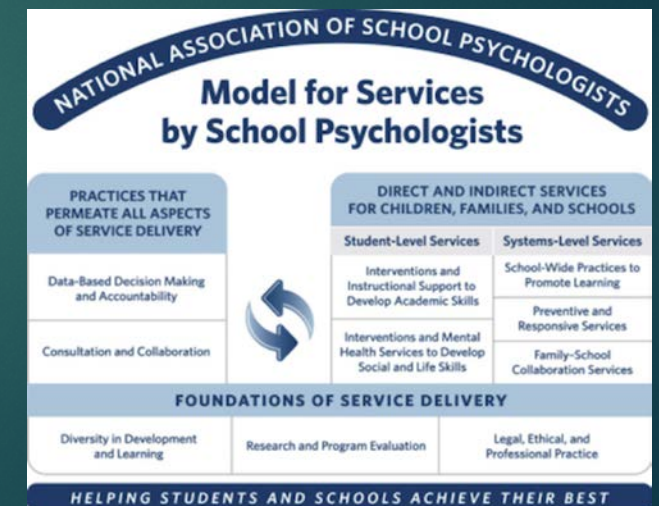 NATIONAL ASSOCIATION OF SCHOOL PSYCHOLOGISTS
Model for Services
by School Psychologists
PRACTICES THAT
PERMEATE ALL ASPECTS
OF SERVICE DELIVERY
Data-Based Decision Making
and Accountability
Consultation and Collaboration
DIRECT AND INDIRECT SERVICES
FOR CHILDREN, FAMILIES, AND SCHOOLS
Student-Level Services
Interventions and
Instructional Support to
Develop Academic Skills
Interventions and Mental
Health Services to Develop
Social and Life Skills
Systems-Level Services
School-Wide Practices to
Promote Learning
Preventive and
Responsive Services
Family–School
Collaboration Services
FOUNDATIONS OF SERVICE DELIVERY
Diversity in Development
and Learning
Research and Program Evaluation
Legal, Ethical, and
Professional Practice
HELPING STUDENTS AND SCHOOLS ACHIEVE THEIR BEST